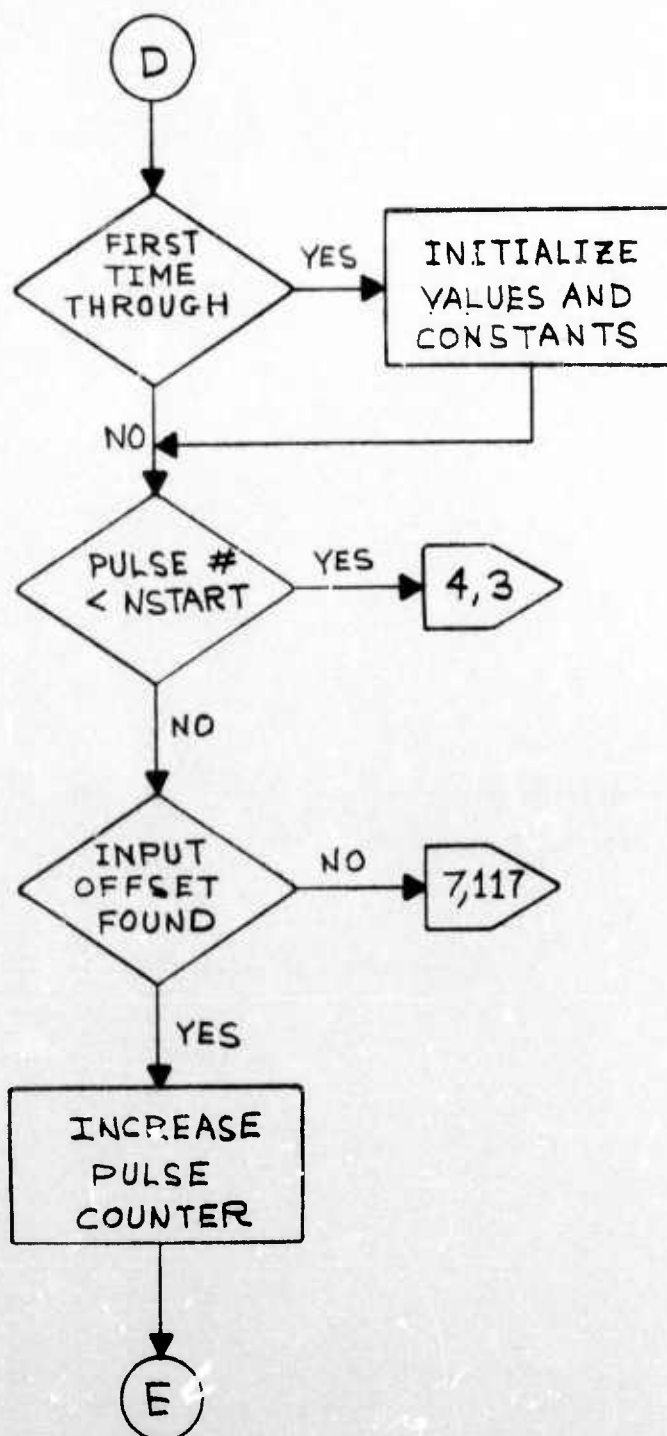 D
FIRST
TIME
THROUGH
YES
INITIALIZE
VALUES AND
CONSTANTS
NO
PULSE #
< NSTART
YES
4,3
NO
INPUT
OFFSET
FOUND
NO
7,117
YES
INCREASE
PULSE
COUNTER
E